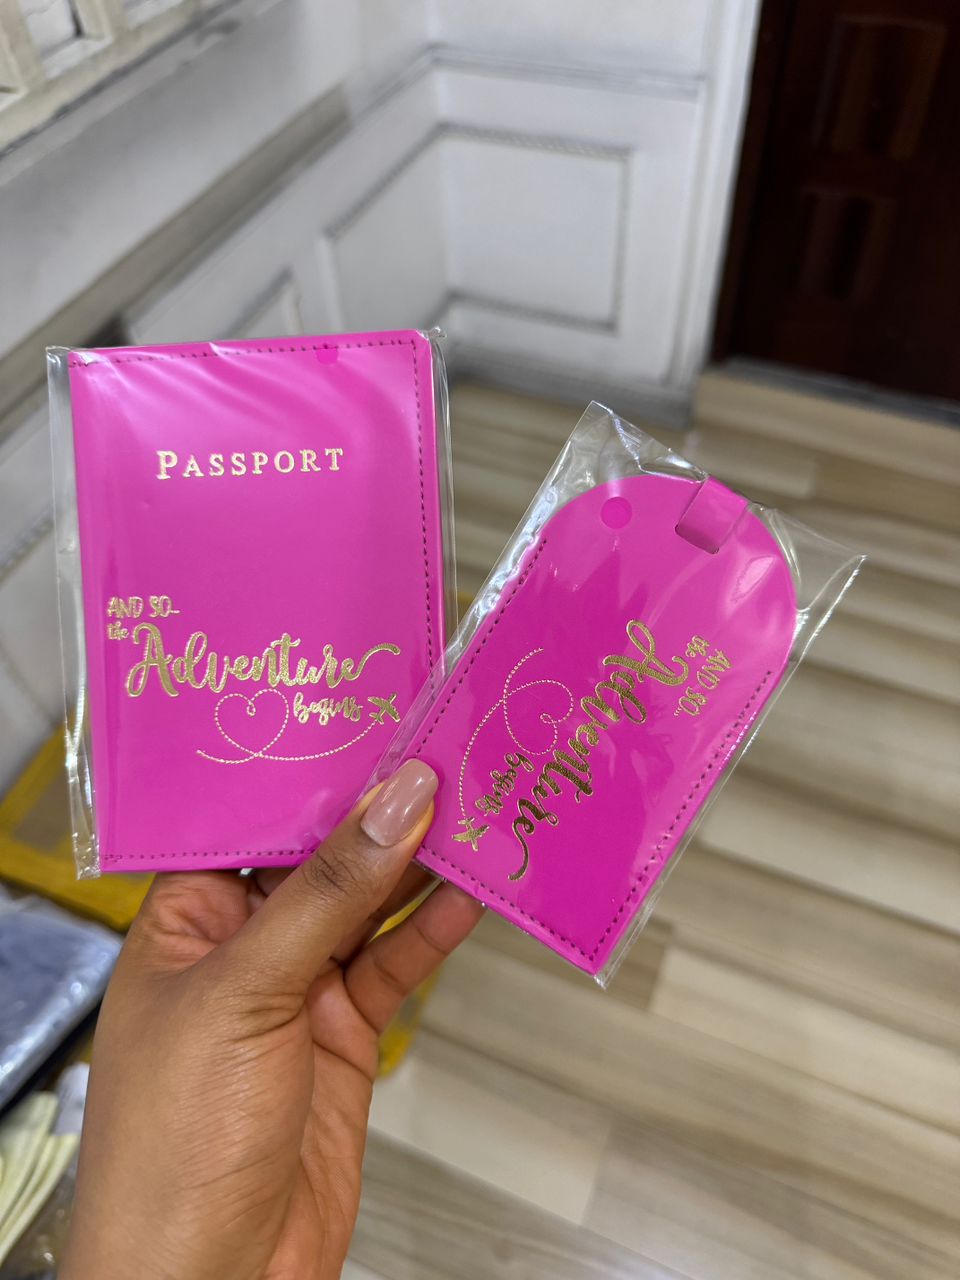 PASSPORT
AND SO...
the Adventure
begins
AND SO...
the Adventure
begins